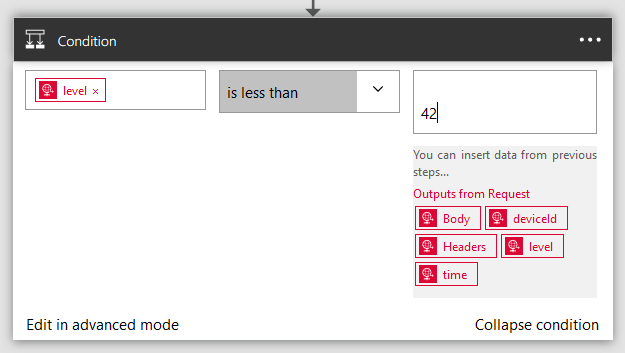 Condition
level ×
is less than
42
You can insert data from previous
steps...
Outputs from Request
Body deviceId
Headers level
time
Edit in advanced mode
Collapse condition